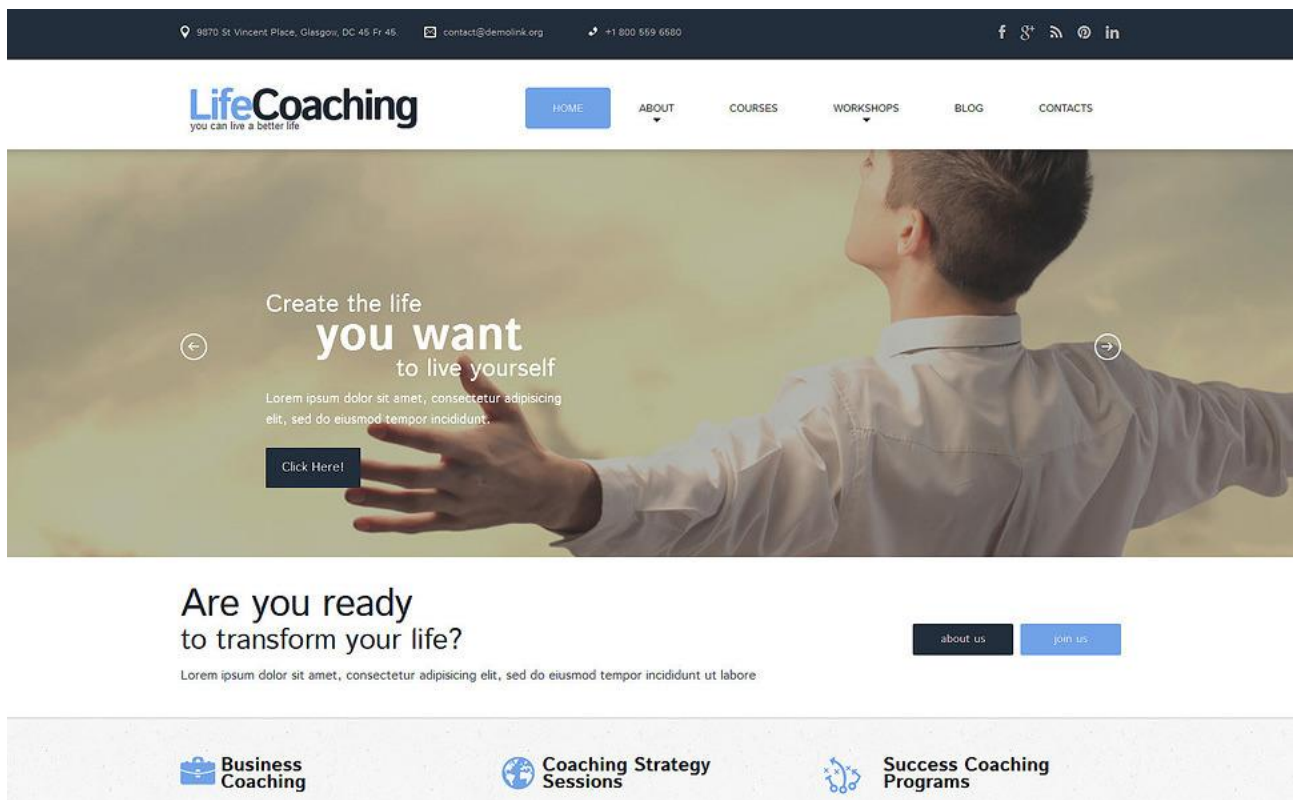 9870 St Vincent Place, Glasgow, DC 45 Fr 45.
contact@demolink.org
+1 800 559 6580
f g+ in
LifeCoaching
you can live a better life
HOME
ABOUT
COURSES
WORKSHOPS
BLOG
CONTACTS
Create the life
you want
to live yourself
Lorem ipsum dolor sit amet, consectetur adipisicing
elit, sed do eiusmod tempor incididunt.
Click Here!
Are you ready
to transform your life?
Lorem ipsum dolor sit amet, consectetur adipisicing elit, sed do eiusmod tempor incididunt ut labore
about us
join us
Business
Coaching
Coaching Strategy
Sessions
Success Coaching
Programs